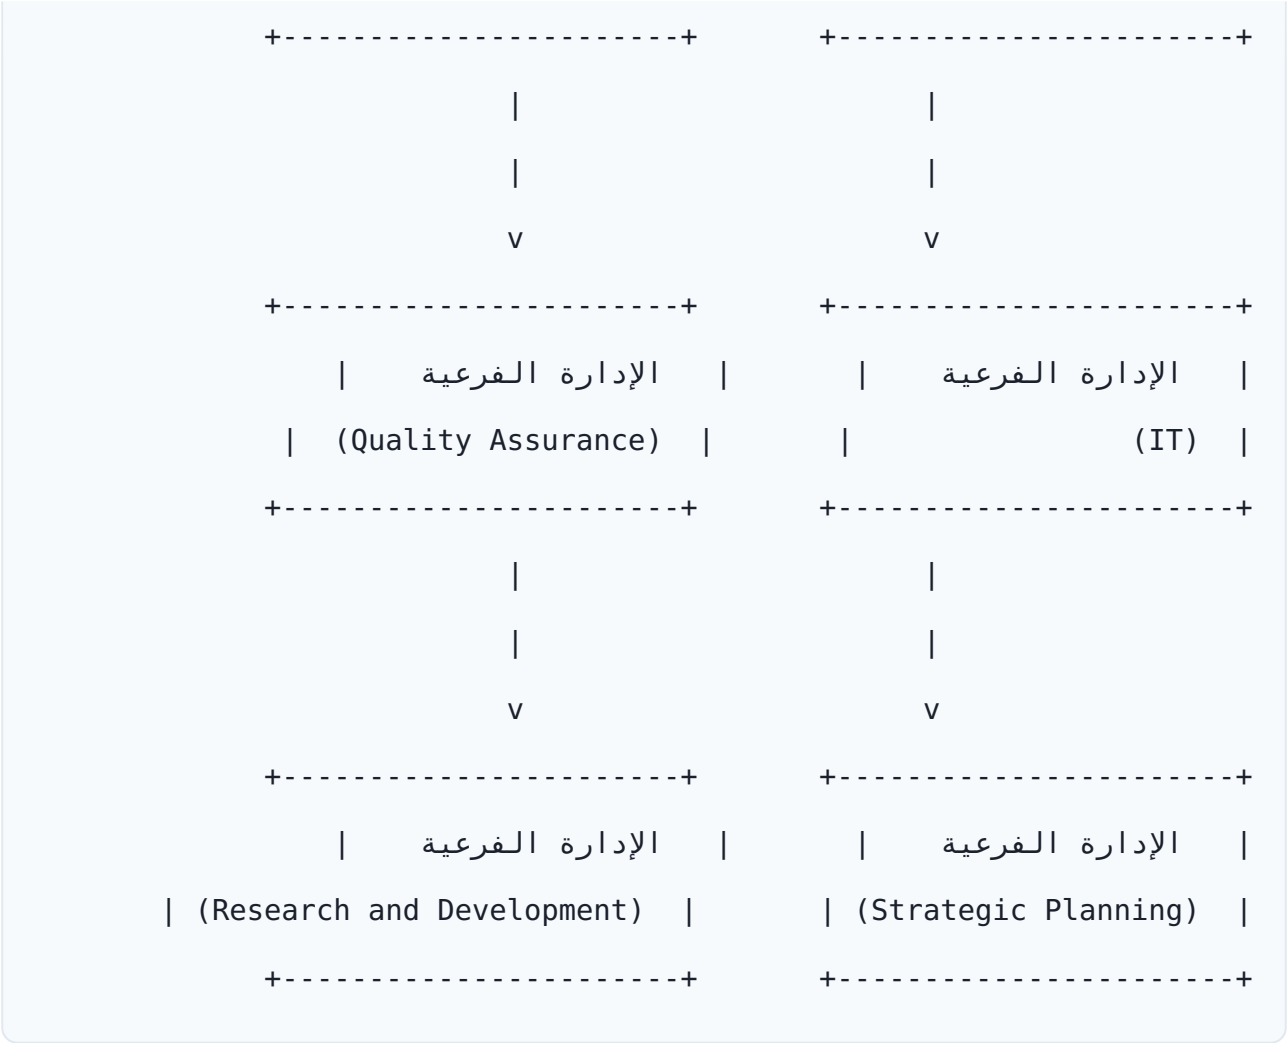 +-----------------------+       +-----------------------+
|                       |
|                       |
v                       v
+-----------------------+       +-----------------------+
|   الإدارة الفرعية    |       |   الإدارة الفرعية    |
|  (IT)                |       |  (Quality Assurance)  |
+-----------------------+       +-----------------------+
|                       |
|                       |
v                       v
+-----------------------+       +-----------------------+
|   الإدارة الفرعية    |       |   الإدارة الفرعية    |
|  (Strategic Planning) |       |  (Research and Development) |
+-----------------------+       +-----------------------+